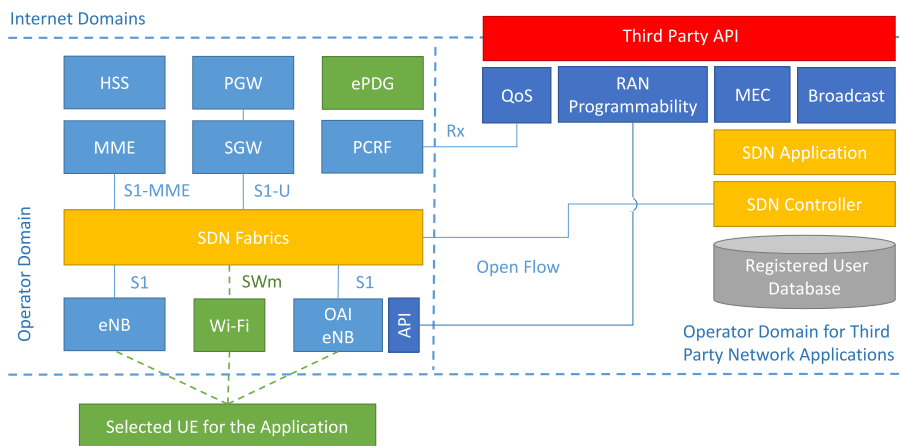 Internet Domains
Third Party API
HSS
PGW
ePDG
QoS
RAN
Programmability
MEC
Broadcast
MME
SGW
PCRF
Rx
SDN Application
S1-MME
S1-U
SDN Controller
SDN Fabrics
Operator Domain
Open Flow
Registered User
Database
S1
SWm
S1
eNB
Wi-Fi
OAI
eNB
API
Operator Domain for Third
Party Network Applications
Selected UE for the Application